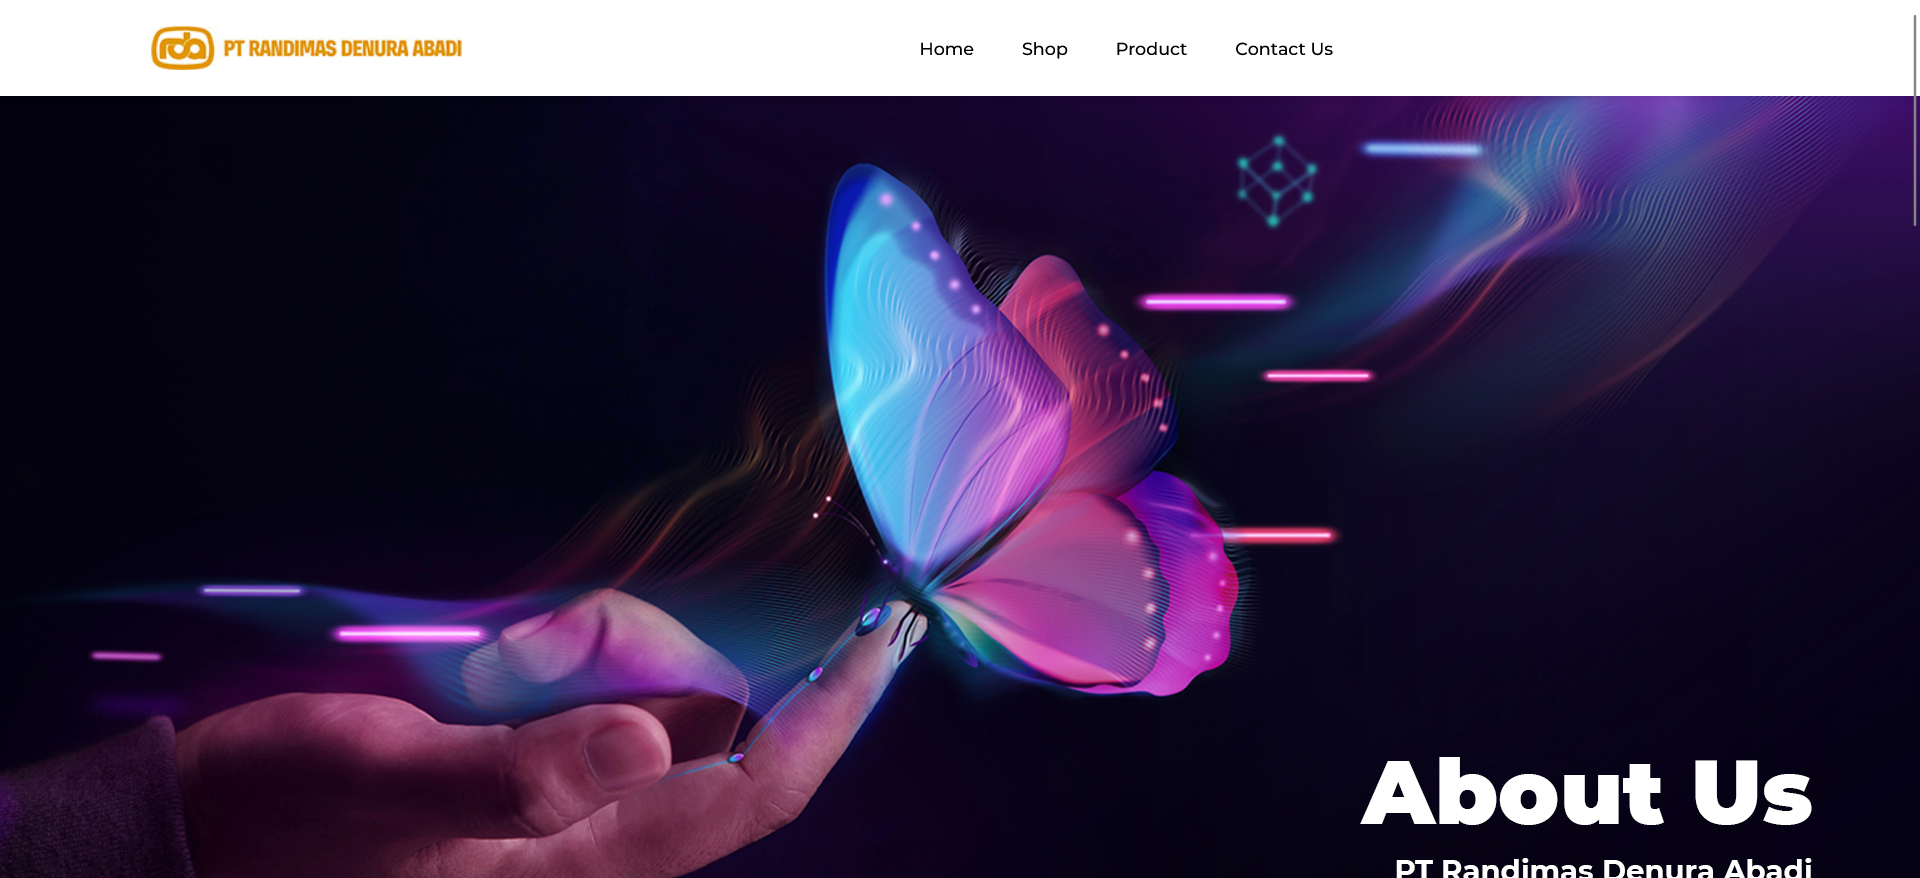 rda PT RANDIMAS DENURA ABADI
Home Shop Product Contact Us
About Us
PT Randimas Denura Abadi